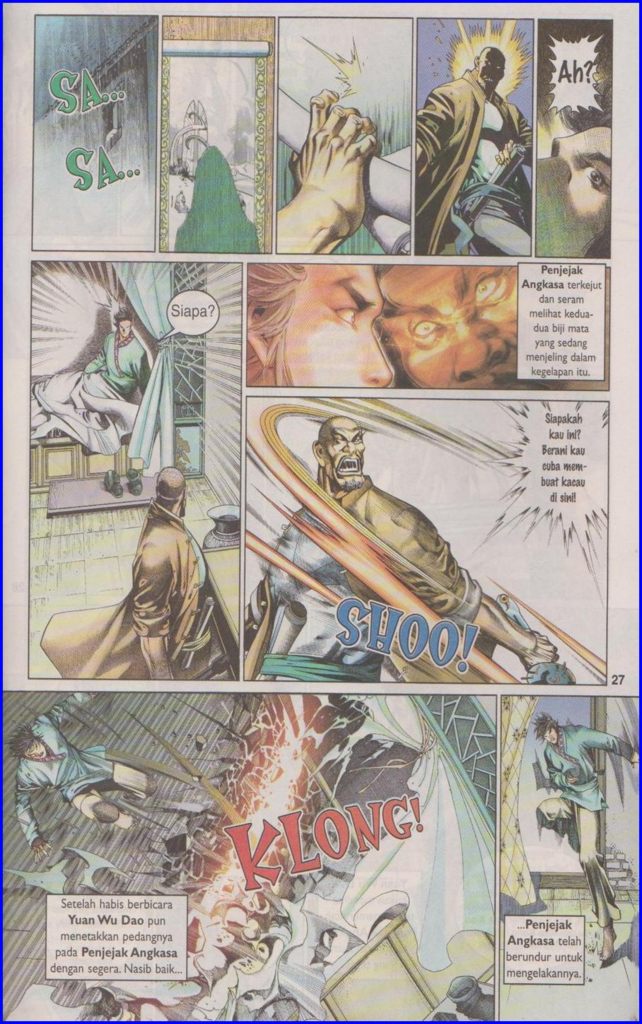 SA...
SA...
Ah?
Siapa?
Penjejak
Angkasa terkejut
dan seram
melihat kedua-
dua biji mata
yang sedang
menjeling dalam
kegelapan itu.
Siapakah
kau ini?
Berani kau
cuba mem-
buat kacau
di sini!
SHOO!
27
KLONG!
Setelah habis berbicara
Yuan Wu Dao pun
menetakkan pedangnya
pada Penjejak Angkasa
dengan segera. Nasib baik...
...Penjejak
Angkasa telah
berundur untuk
mengelakkannya.